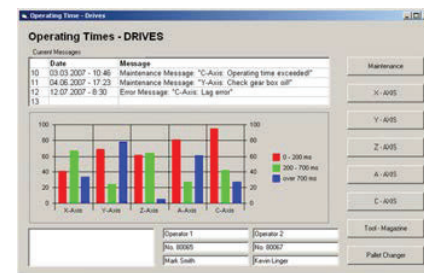 Operating Time - Drives
Operating Times - DRIVES
Current Messages
Date Message
10 03.03.2007 - 10:46 Maintenance Message: "C-Axis: Operating time exceeded!"
11 04.06.2007 - 17:23 Maintenance Message: "Y-Axis: Check gear box oil!"
12 12.07.2007 - 8:30 Error Message: "C-Axis: Lag error"
13
Maintenance
X - AXIS
Y - AXIS
Z - AXIS
A - AXIS
C - AXIS
Tool - Magazine
Pallet Changer
100 100
80 80
60 60
40 40
20 20
0 0
X-Axis Y-Axis Z-Axis A-Axis C-Axis
0 - 200 ms
200 - 700 ms
over 700 ms
Operator 1 Operator 2
No. 80065 No. 80067
Mark Smith Kevin Linger